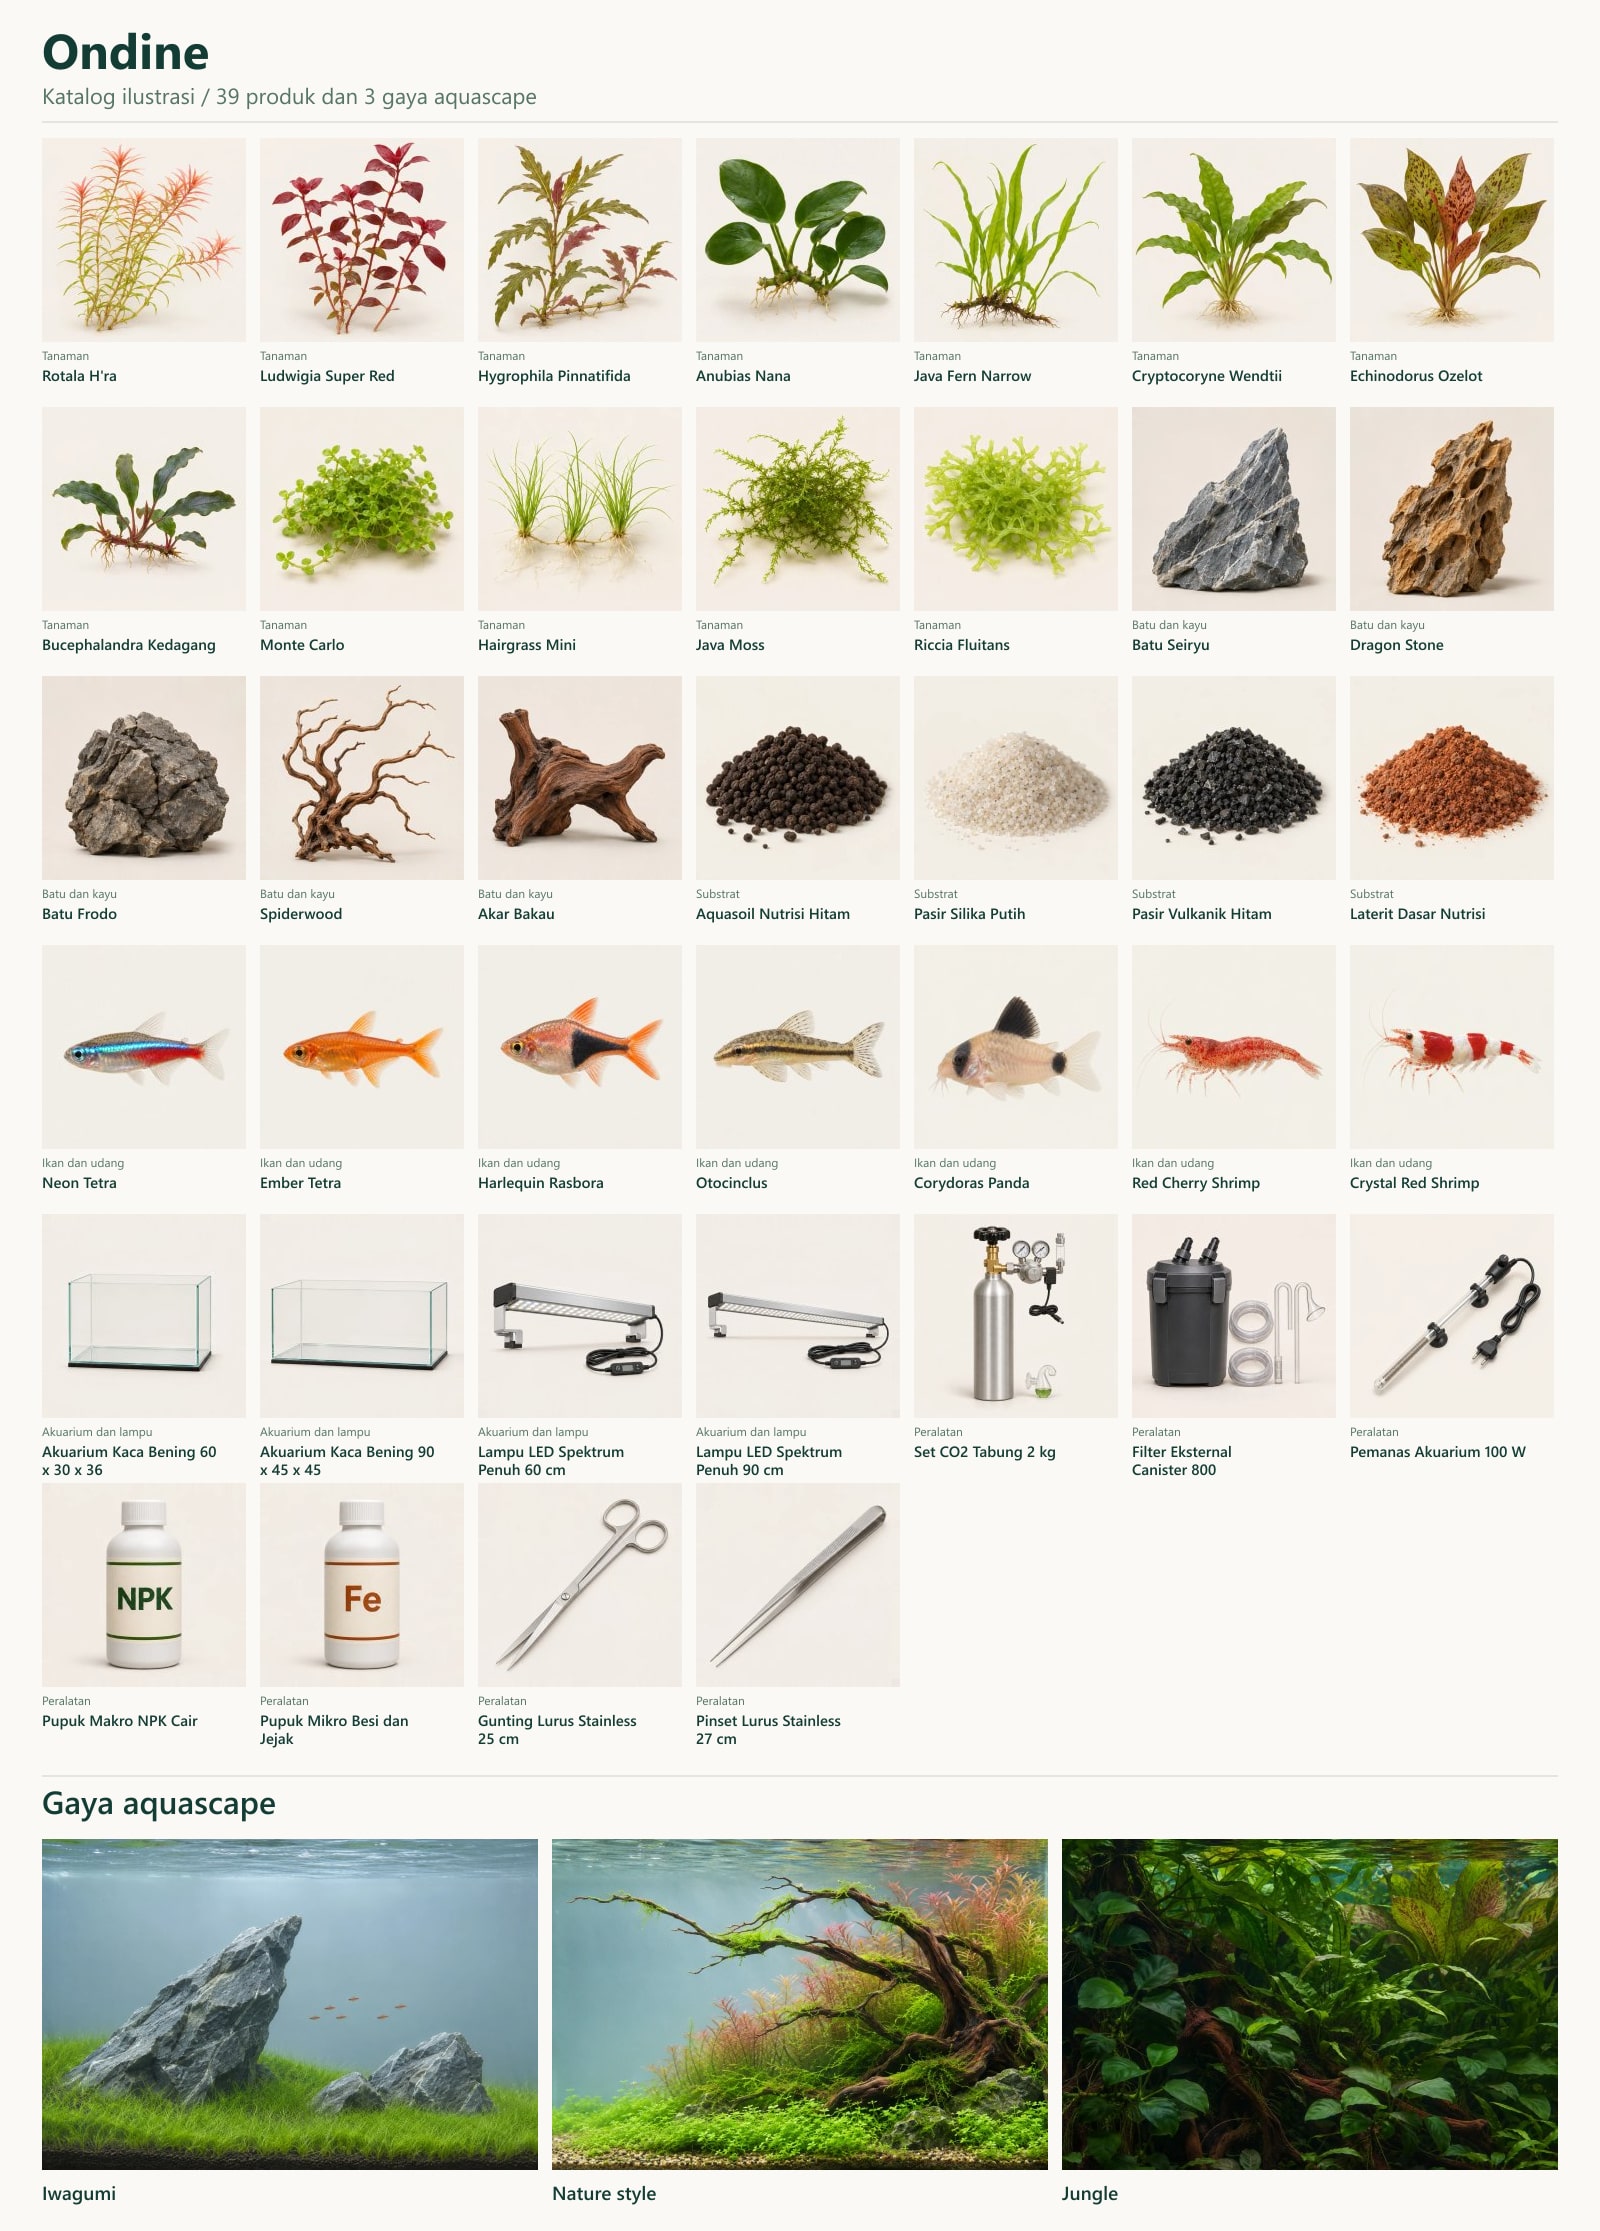 Ondine
Katalog ilustrasi / 39 produk dan 3 gaya aquascape
Tanaman
Rotala H'ra
Tanaman
Ludwigia Super Red
Tanaman
Hygrophila Pinnatifida
Tanaman
Anubias Nana
Tanaman
Java Fern Narrow
Tanaman
Cryptocoryne Wendtii
Tanaman
Echinodorus Ozelot
Tanaman
Bucephalandra Kedagang
Tanaman
Monte Carlo
Tanaman
Hairgrass Mini
Tanaman
Java Moss
Tanaman
Riccia Fluitans
Batu dan kayu
Batu Seiryu
Batu dan kayu
Dragon Stone
Batu dan kayu
Batu Frodo
Batu dan kayu
Spiderwood
Batu dan kayu
Akar Bakau
Substrat
Aquasoil Nutrisi Hitam
Substrat
Pasir Silika Putih
Substrat
Pasir Vulkanik Hitam
Substrat
Laterit Dasar Nutrisi
Ikan dan udang
Neon Tetra
Ikan dan udang
Ember Tetra
Ikan dan udang
Harlequin Rasbora
Ikan dan udang
Otocinclus
Ikan dan udang
Corydoras Panda
Ikan dan udang
Red Cherry Shrimp
Ikan dan udang
Crystal Red Shrimp
Akuarium dan lampu
Akuarium Kaca Bening 60
x 30 x 36
Akuarium dan lampu
Akuarium Kaca Bening 90
x 45 x 45
Akuarium dan lampu
Lampu LED Spektrum
Penuh 60 cm
Akuarium dan lampu
Lampu LED Spektrum
Penuh 90 cm
Peralatan
Set CO2 Tabung 2 kg
Peralatan
Filter Eksternal
Canister 800
Peralatan
Pemanas Akuarium 100 W
NPK
Peralatan
Pupuk Makro NPK Cair
Fe
Peralatan
Pupuk Mikro Besi dan
Jejak
Peralatan
Gunting Lurus Stainless
25 cm
Peralatan
Pinset Lurus Stainless
27 cm
Gaya aquascape
Iwagumi
Nature style
Jungle